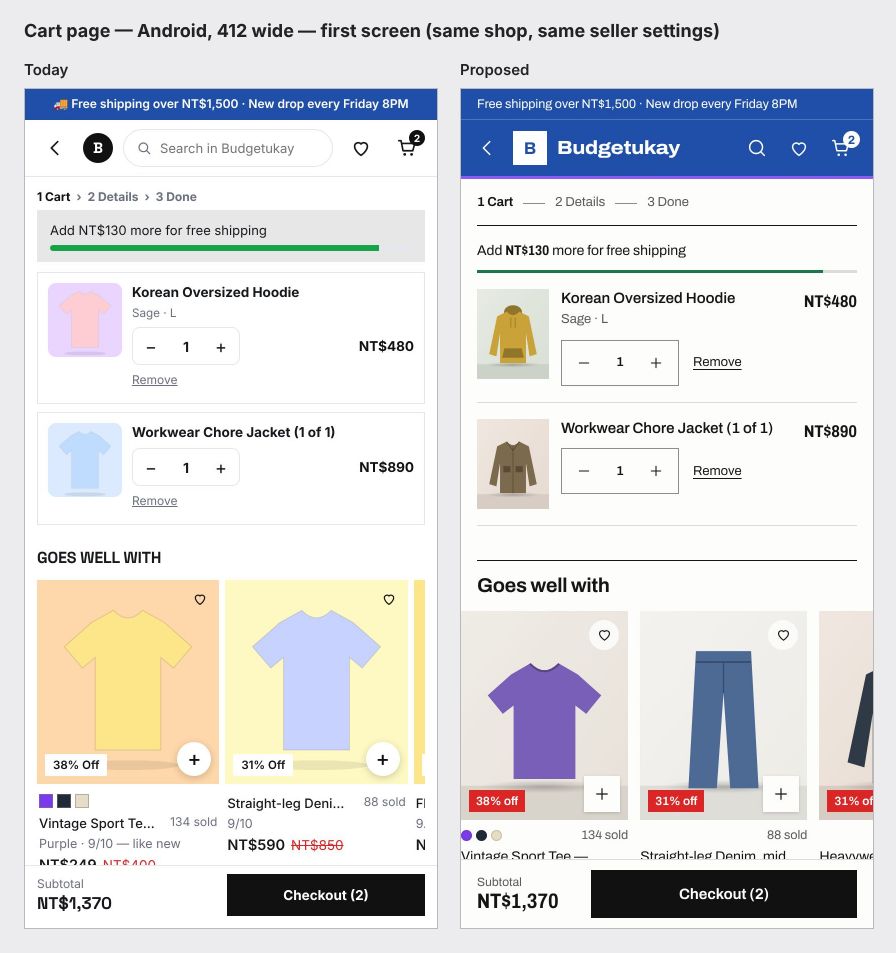 Cart page — Android, 412 wide — first screen (same shop, same seller settings)
Today
🚚 Free shipping over NT$1,500 · New drop every Friday 8PM
B
Search in Budgetukay
2
1 Cart › 2 Details › 3 Done
Add NT$130 more for free shipping
Korean Oversized Hoodie
Sage · L
− 1 +
NT$480
Remove
Workwear Chore Jacket (1 of 1)
− 1 +
NT$890
Remove
GOES WELL WITH
38% Off
+
31% Off
+
Vintage Sport Te... 134 sold
Purple · 9/10 — like new
NT$249 NT$400
Straight-leg Deni... 88 sold
9/10
NT$590 NT$850
Subtotal
NT$1,370
Checkout (2)
Proposed
Free shipping over NT$1,500 · New drop every Friday 8PM
B Budgetukay
2
1 Cart — 2 Details — 3 Done
Add NT$130 more for free shipping
Korean Oversized Hoodie
NT$480
Sage · L
− 1 +
Remove
Workwear Chore Jacket (1 of 1)
NT$890
− 1 +
Remove
Goes well with
38% off
+
31% off
+
31% of
134 sold
88 sold
Vintage Sport Tee —
Straight-leg Denim, mid
Heavywe
Subtotal
NT$1,370
Checkout (2)